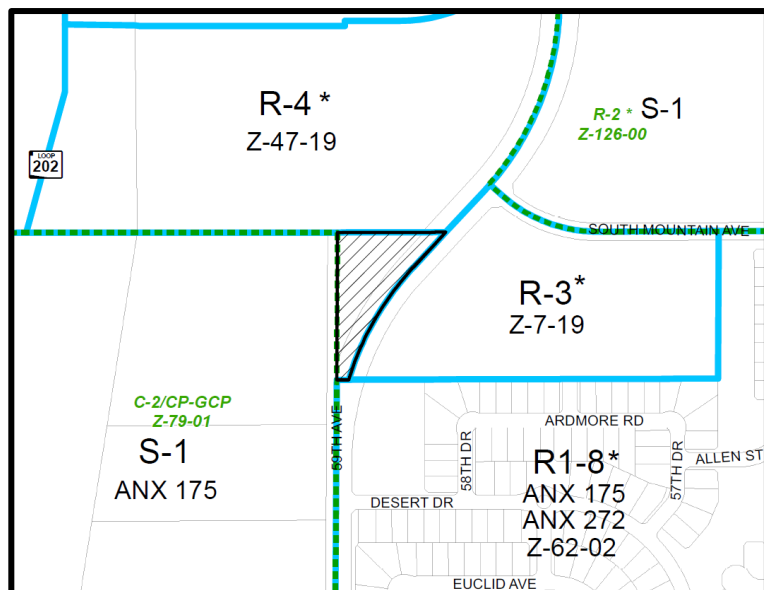 R-4 *
Z-47-19
R-2 * S-1
Z-126-00
LOOP
202
SOUTH MOUNTAIN AVE
R-3*
Z-7-19
C-2/CP-GCP
Z-79-01
S-1
ANX 175
59TH AVE
ARDMORE RD
58TH DR
57TH DR
ALLEN ST
R1-8*
ANX 175
ANX 272
Z-62-02
DESERT DR
EUCLID AVE